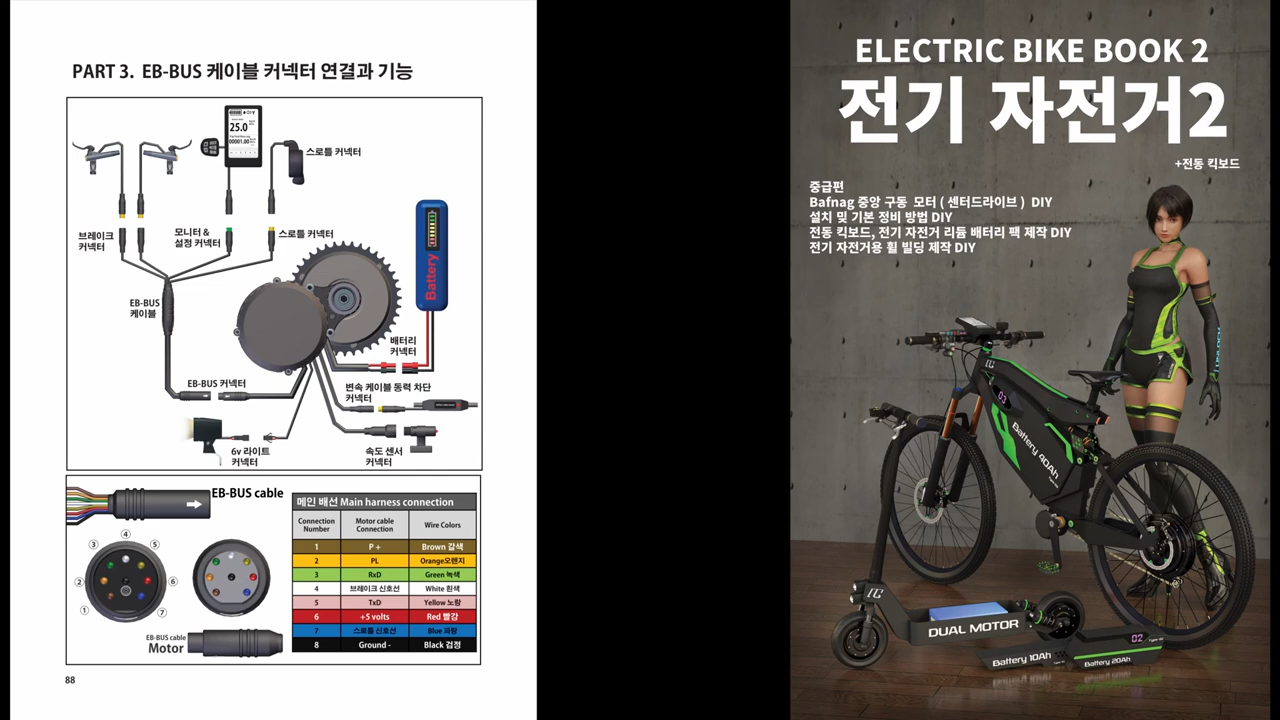 PART 3. EB-BUS 케이블 커넥터 연결과 기능
25.0
00001.00
스로틀 커넥터
브레이크
커넥터
모니터 &
설정 커넥터
스로틀 커넥터
Battery
EB-BUS
케이블
배터리
커넥터
EB-BUS 커넥터
변속 케이블 동력 차단
커넥터
6v 라이트
커넥터
속도 센서
커넥터
EB-BUS cable
1
2
3
4
5
6
7
EB-BUS cable
Motor
메인 배선 Main harness connection
Connection Number Motor cable Connection Wire Colors
1 P + Brown 갈색
2 PL Orange오렌지
3 RxD Green 녹색
4 브레이크 신호선 White 흰색
5 TxD Yellow 노랑
6 +5 volts Red 빨강
7 스로틀 신호선 Blue 파랑
8 Ground - Black 검정
88
ELECTRIC BIKE BOOK 2
전기 자전거2
+전동 킥보드
중급편
Bafnag 중앙 구동 모터 ( 센터드라이브 ) DIY
설치 및 기본 정비 방법 DIY
전동 킥보드, 전기 자전거 리튬 배터리 팩 제작 DIY
전기 자전거용 휠 빌딩 제작 DIY
03
Battery 40Ah
DUAL MOTOR
02
Battery 10Ah
Battery 20Ah